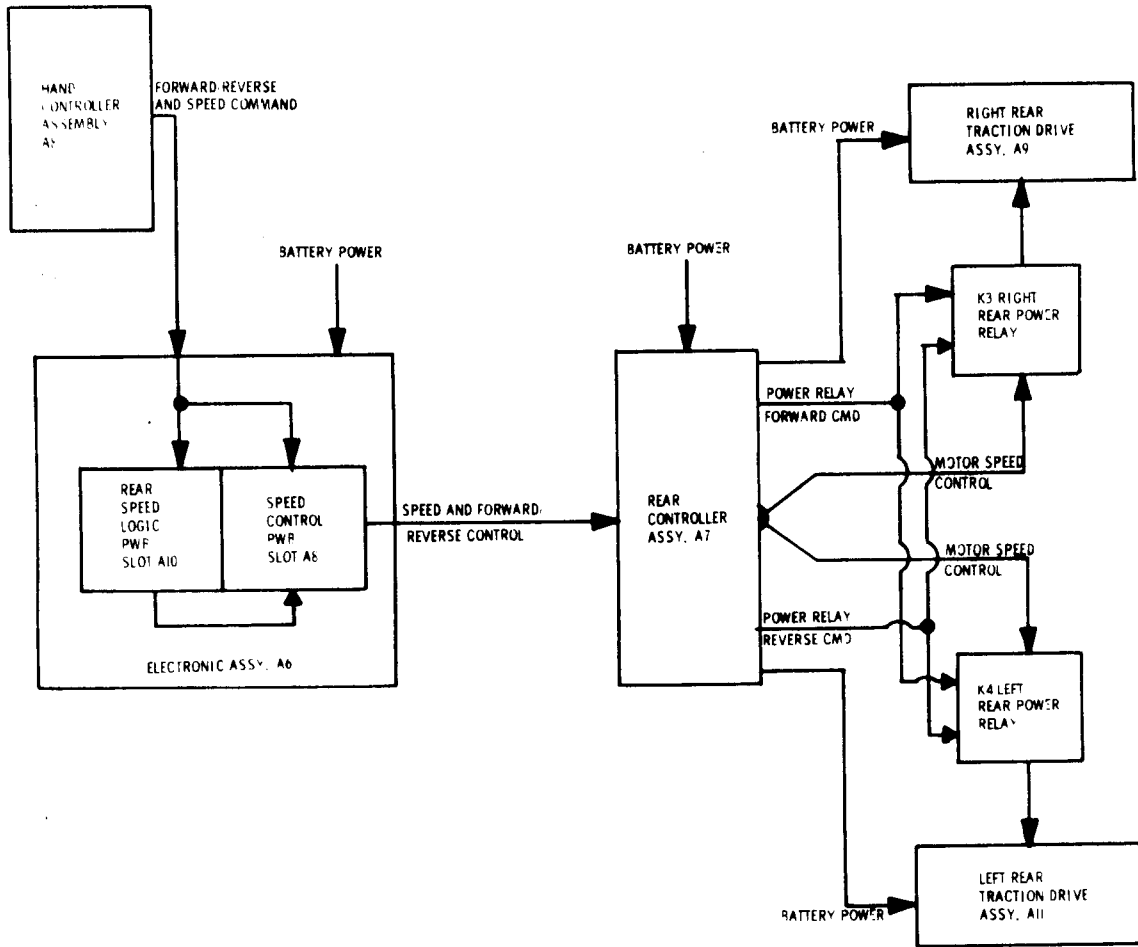 HAND
CONTROLLER
ASSEMBLY
FORWARD/REVERSE
AND SPEED COMMAND
BATTERY POWER
REAR
SPEED
LOGIC
PWB
SLOT A10
SPEED
CONTROL
PWB
SLOT A8
ELECTRONIC ASSY, A6
SPEED AND FORWARD/
REVERSE CONTROL
BATTERY POWER
REAR
CONTROLLER
ASSY, A7
BATTERY POWER
RIGHT REAR
TRACTION DRIVE
ASSY, A9
K3 RIGHT
REAR POWER
RELAY
POWER RELAY
FORWARD CMD
MOTOR SPEED
CONTROL
MOTOR SPEED
CONTROL
POWER RELAY
REVERSE CMD
K4 LEFT
REAR POWER
RELAY
BATTERY POWER
LEFT REAR
TRACTION DRIVE
ASSY, A11